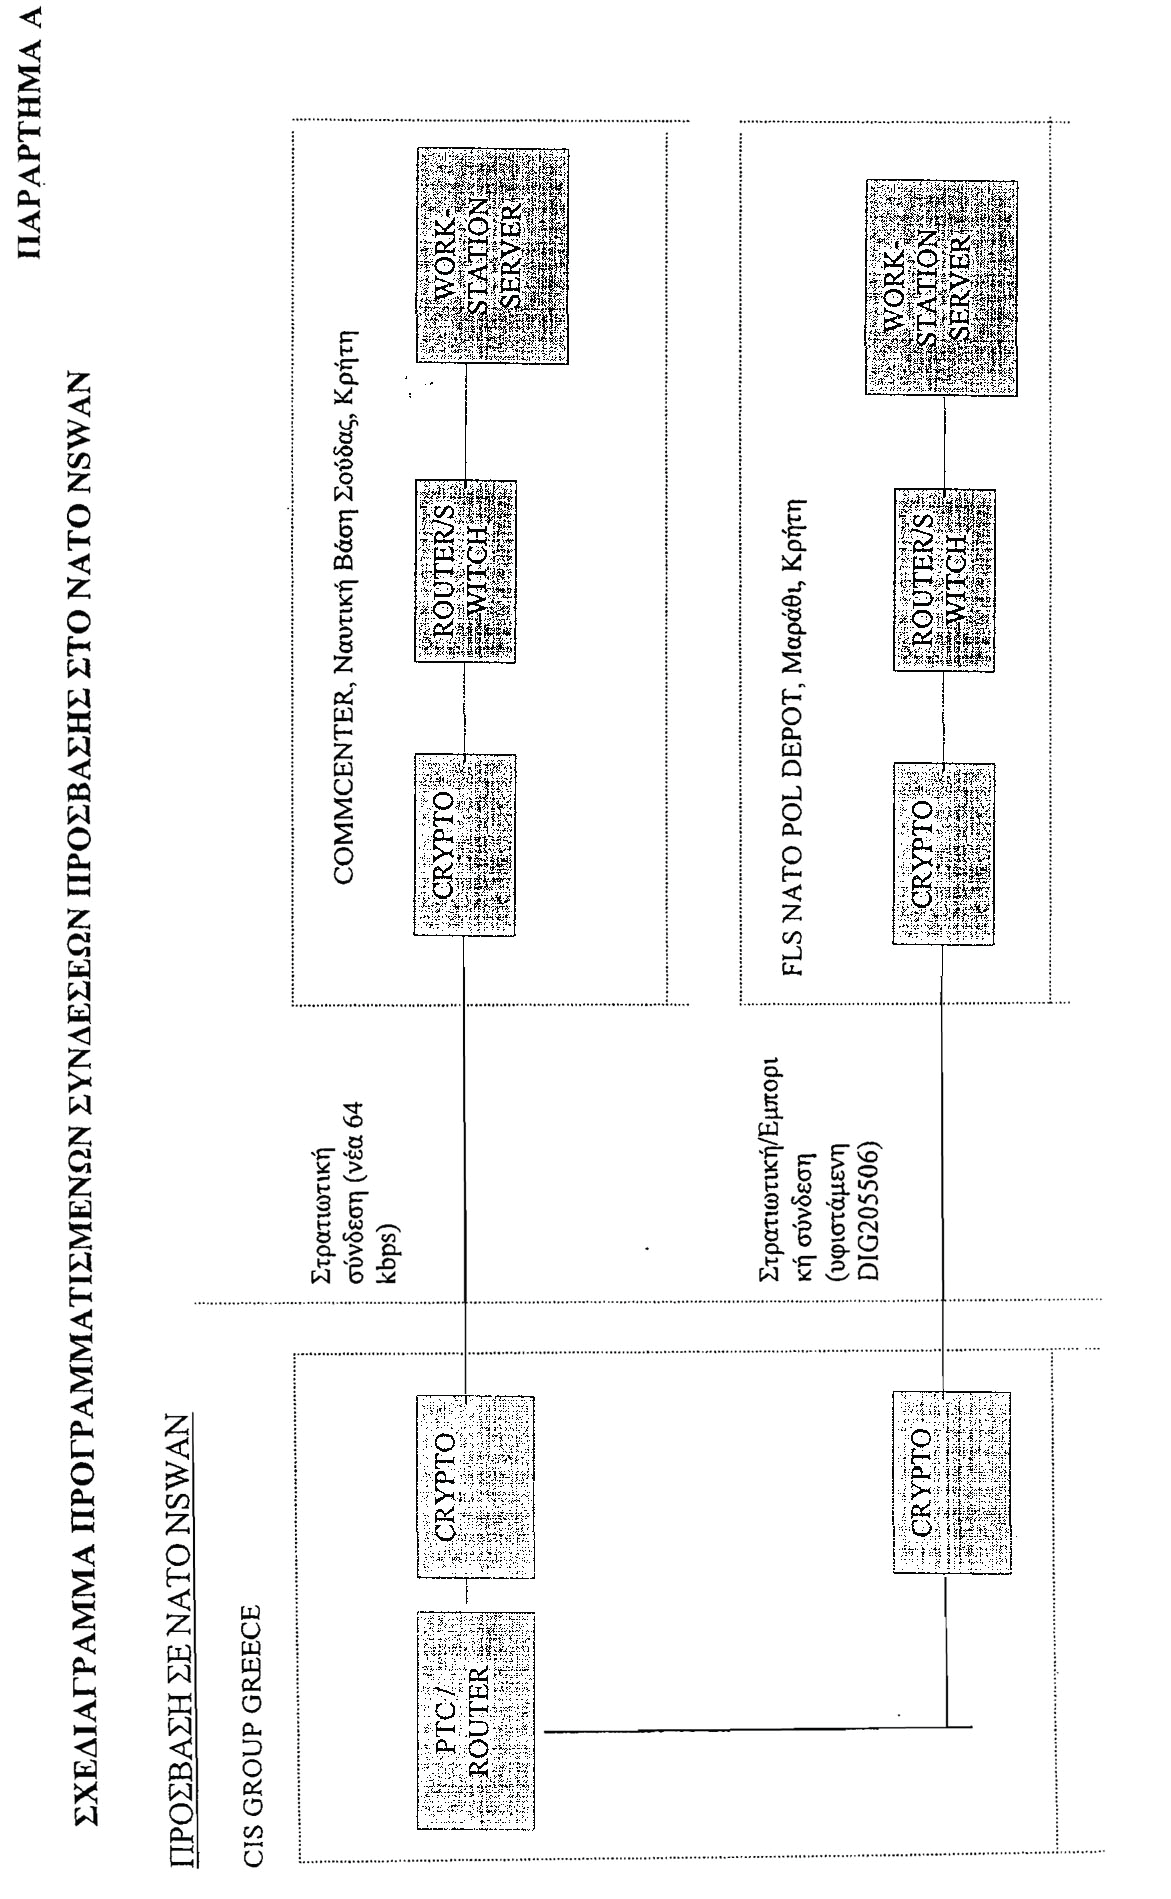 ΠΑΡΑΡΤΗΜΑ Α
ΣΧΕΔΙΑΓΡΑΜΜΑ ΠΡΟΓΡΑΜΜΑΤΙΣΜΕΝΩΝ ΣΥΝΔΕΣΕΩΝ ΠΡΟΣΒΑΣΗΣ ΣΤΟ ΝΑΤΟ NSWAN
ΠΡΟΣΒΑΣΗ ΣΕ ΝΑΤΟ NSWAN
CIS GROUP GREECE
PTC/
ROUTER
CRYPTO
Στρατιωτική
σύνδεση (νέα 64
kbps)
COMMCENTER, Ναυτική Βάση Σούδας, Κρήτη
CRYPTO
ROUTER/S
WITCH
WORK-
STATION
SERVER
CRYPTO
Στρατιωτική/Εμπορι
κή σύνδεση
(υφιστάμενη
DIG205506)
FLS NATO POL DEPOT, Μαράθι, Κρήτη
CRYPTO
ROUTER/S
WITCH
WORK-
STATION
SERVER